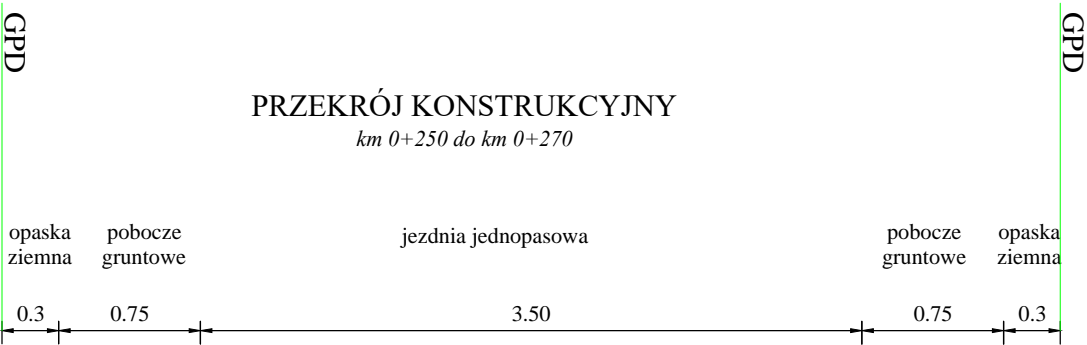 GPD
GPD
PRZEKRÓJ KONSTRUKCYJNY
km 0+250 do km 0+270
opaska
ziemna
pobocze
gruntowe
jezdnia jednopasowa
pobocze
gruntowe
opaska
ziemna
0.3
0.75
3.50
0.75
0.3